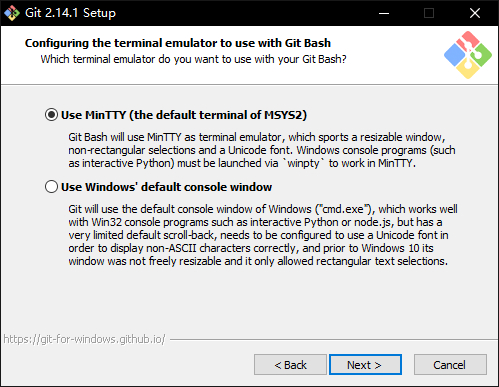 Git 2.14.1 Setup
Configuring the terminal emulator to use with Git Bash
Which terminal emulator do you want to use with your Git Bash?
Use MinTTY (the default terminal of MSYS2)
Git Bash will use MinTTY as terminal emulator, which sports a resizable window,
non-rectangular selections and a Unicode font. Windows console programs (such
as interactive Python) must be launched via `winpty` to work in MinTTY.
Use Windows' default console window
Git will use the default console window of Windows ("cmd.exe"), which works well
with Win32 console programs such as interactive Python or node.js, but has a
very limited default scroll-back, needs to be configured to use a Unicode font in
order to display non-ASCII characters correctly, and prior to Windows 10 its
window was not freely resizable and it only allowed rectangular text selections.
https://git-for-windows.github.io/
< Back
Next >
Cancel